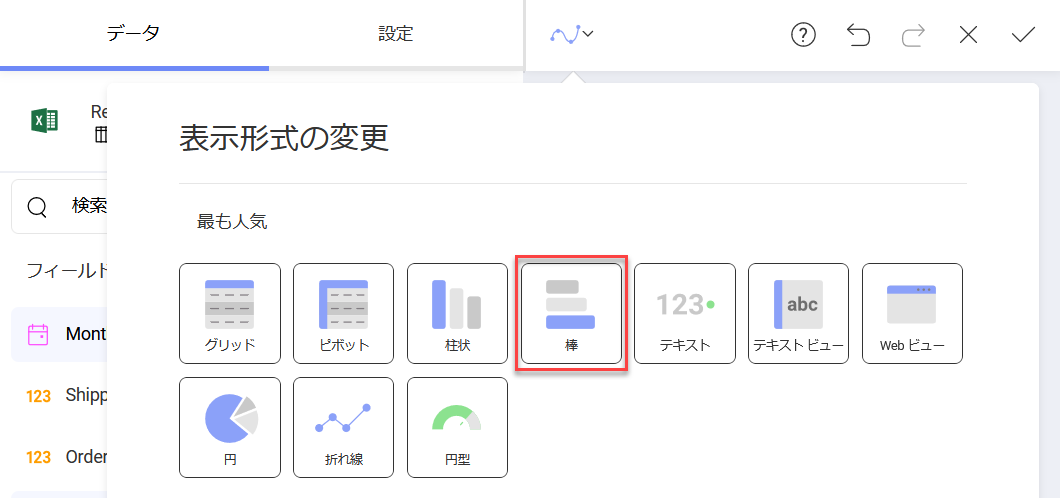 データ
設定
Re
検索
フィールド
Mont
123 Shipp
123 Order
表示形式の変更
最も人気
グリッド
ピボット
柱状
棒
123
テキスト
abc
テキスト ビュー
Web ビュー
円
折れ線
円型